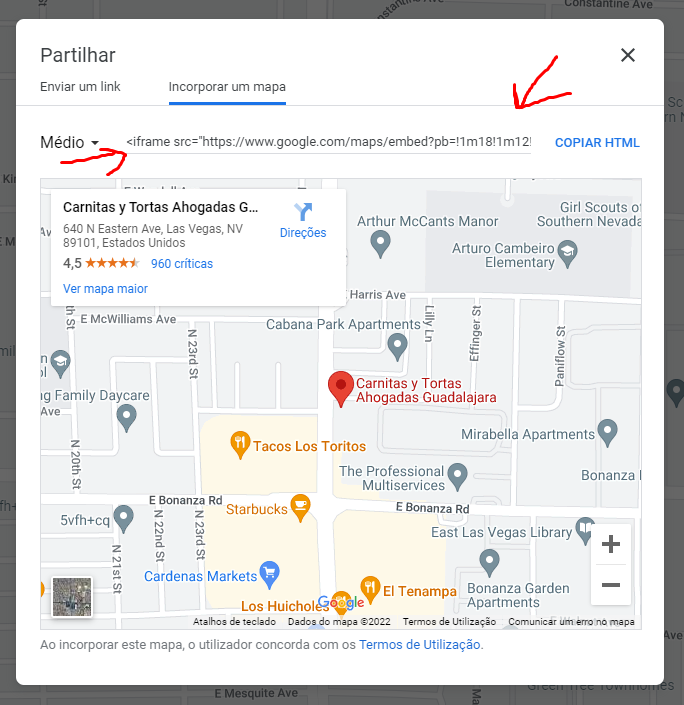 Constantine Ave
Partilhar
Enviar um link
Incorporar um mapa
Médio
<iframe src="https://www.google.com/maps/embed?pb=!1m18!1m12!
COPIAR HTML
Carnitas y Tortas Ahogadas G...
640 N Eastern Ave, Las Vegas, NV
89101, Estados Unidos
4,5
960 críticas
Ver mapa maior
Direções
Girl Scouts of
Southern Nevada
Arthur McCants Manor
Arturo Cambeiro
Elementary
E Harris Ave
E McWilliams Ave
Cabana Park Apartments
Lilly Ln
Effinger St
Paniflow St
N 23rd St
Carnitas y Tortas
Ahogadas Guadalajara
Family Daycare
Ave
N 20th St
Tacos Los Toritos
Mirabella Apartments
The Professional
Multiservices
Bonanza
E Bonanza Rd
E Bonanza Rd
Starbucks
5vfh+cq
N 22nd St
N 23rd St
N 21st St
East Las Vegas Library
Cardenas Markets
Bonanza Garden
Apartments
El Tenampa
Los Huicholes
Google
Atalhos de teclado
Dados do mapa ©2022
Termos de Utilização
Comunicar um erro no mapa
Ao incorporar este mapa, o utilizador concorda com os Termos de Utilização.
E Mesquite Ave
Green Tree Townhomes